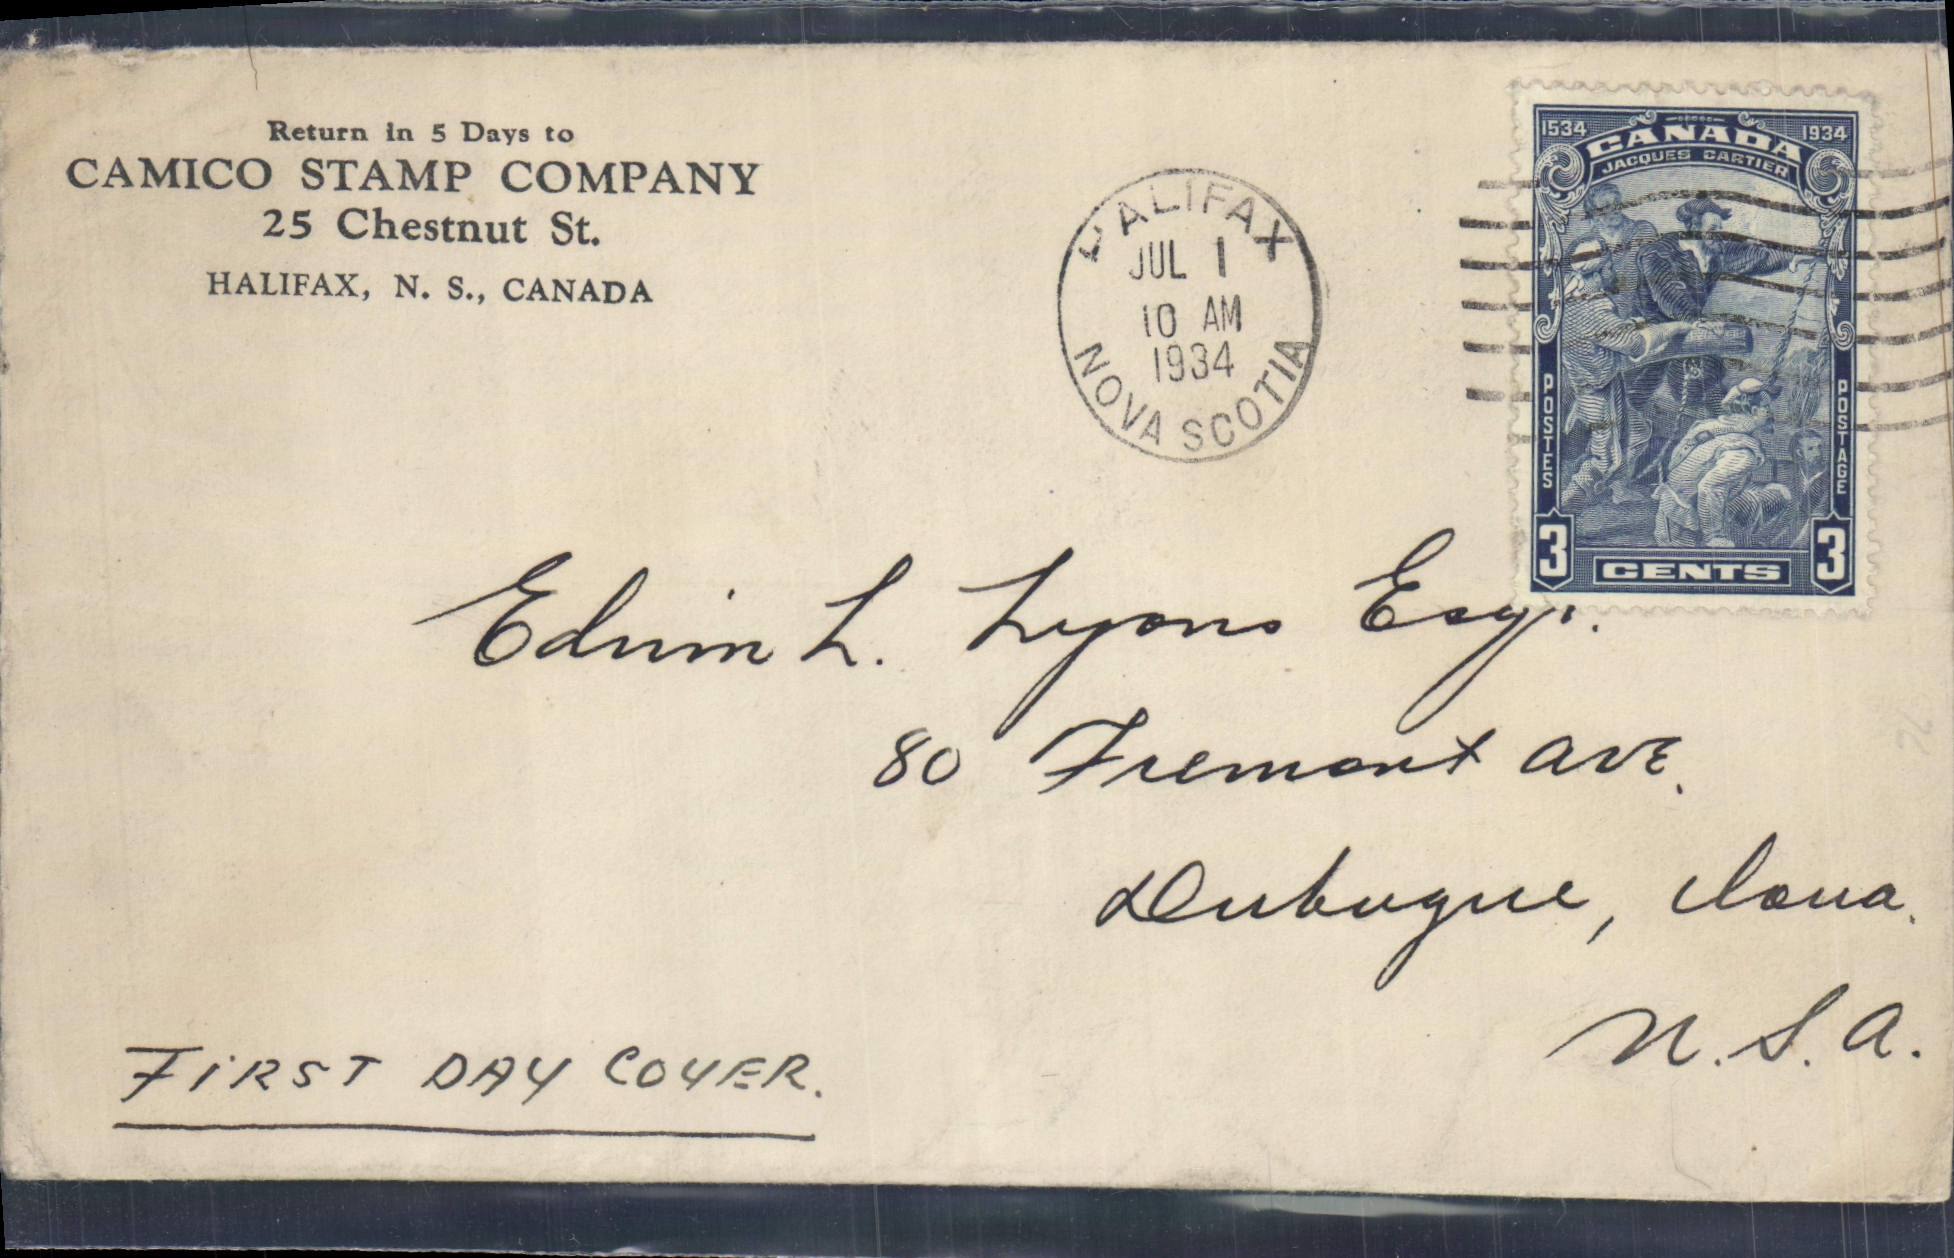 Return in 5 Days to
CAMICO STAMP COMPANY
25 Chestnut St.
HALIFAX, N. S., CANADA
HALIFAX
JUL 1
10 AM
1934
NOVA SCOTIA
1534 CANADA 1934
JACQUES CARTIER
POSTES POSTAGE
3 CENTS 3
Edwin L. Lyons Esqr.
80 Fremont Ave.
Dubuque, Iowa.
U.S.A.
FIRST DAY COVER.